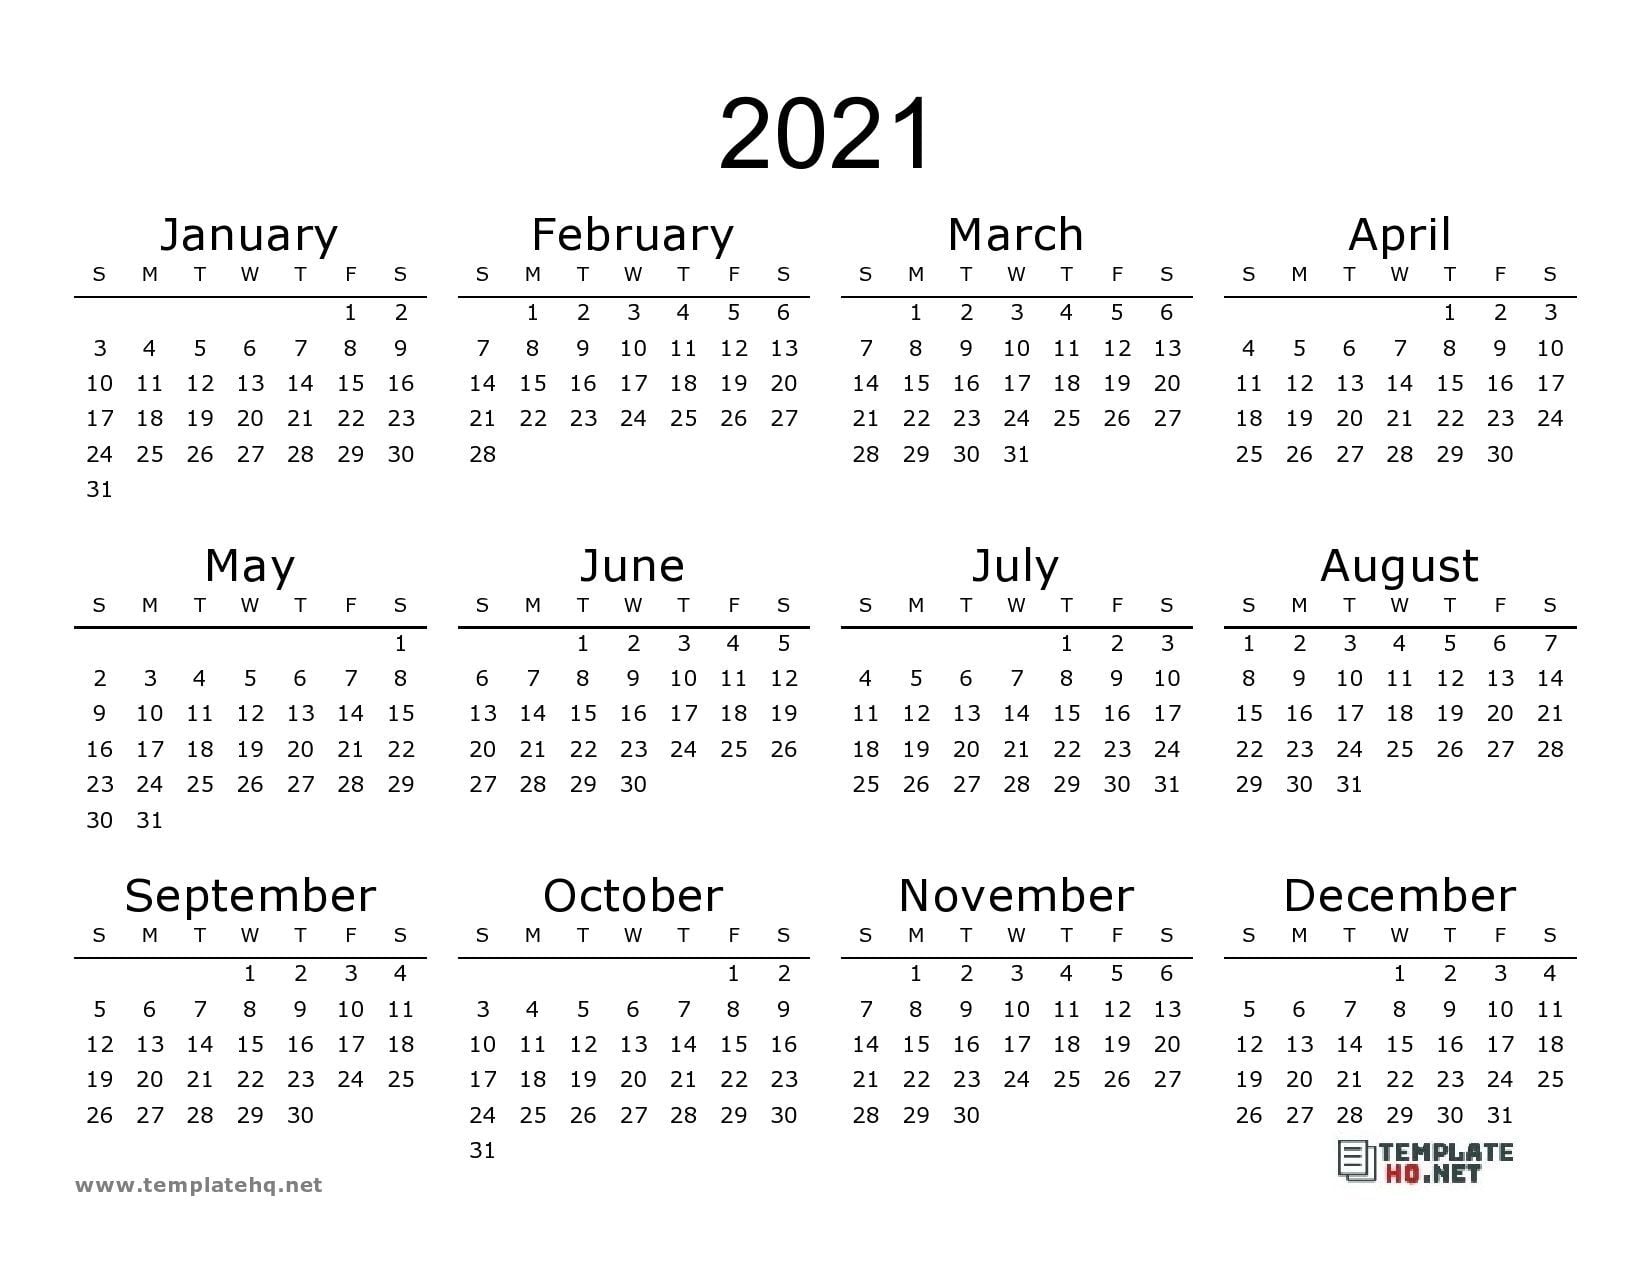 2021
January
S M T W T F S
1 2
3 4 5 6 7 8 9
10 11 12 13 14 15 16
17 18 19 20 21 22 23
24 25 26 27 28 29 30
31
February
S M T W T F S
1 2 3 4 5 6
7 8 9 10 11 12 13
14 15 16 17 18 19 20
21 22 23 24 25 26 27
28
March
S M T W T F S
1 2 3 4 5 6
7 8 9 10 11 12 13
14 15 16 17 18 19 20
21 22 23 24 25 26 27
28 29 30 31
April
S M T W T F S
1 2 3
4 5 6 7 8 9 10
11 12 13 14 15 16 17
18 19 20 21 22 23 24
25 26 27 28 29 30
May
S M T W T F S
1
2 3 4 5 6 7 8
9 10 11 12 13 14 15
16 17 18 19 20 21 22
23 24 25 26 27 28 29
30 31
June
S M T W T F S
1 2 3 4 5
6 7 8 9 10 11 12
13 14 15 16 17 18 19
20 21 22 23 24 25 26
27 28 29 30
July
S M T W T F S
1 2 3
4 5 6 7 8 9 10
11 12 13 14 15 16 17
18 19 20 21 22 23 24
25 26 27 28 29 30 31
August
S M T W T F S
1 2 3 4 5 6 7
8 9 10 11 12 13 14
15 16 17 18 19 20 21
22 23 24 25 26 27 28
29 30 31
September
S M T W T F S
1 2 3 4
5 6 7 8 9 10 11
12 13 14 15 16 17 18
19 20 21 22 23 24 25
26 27 28 29 30
October
S M T W T F S
1 2
3 4 5 6 7 8 9
10 11 12 13 14 15 16
17 18 19 20 21 22 23
24 25 26 27 28 29 30
31
November
S M T W T F S
1 2 3 4 5 6
7 8 9 10 11 12 13
14 15 16 17 18 19 20
21 22 23 24 25 26 27
28 29 30
December
S M T W T F S
1 2 3 4
5 6 7 8 9 10 11
12 13 14 15 16 17 18
19 20 21 22 23 24 25
26 27 28 29 30 31
www.templatehq.net
TEMPLATE
HQ.NET